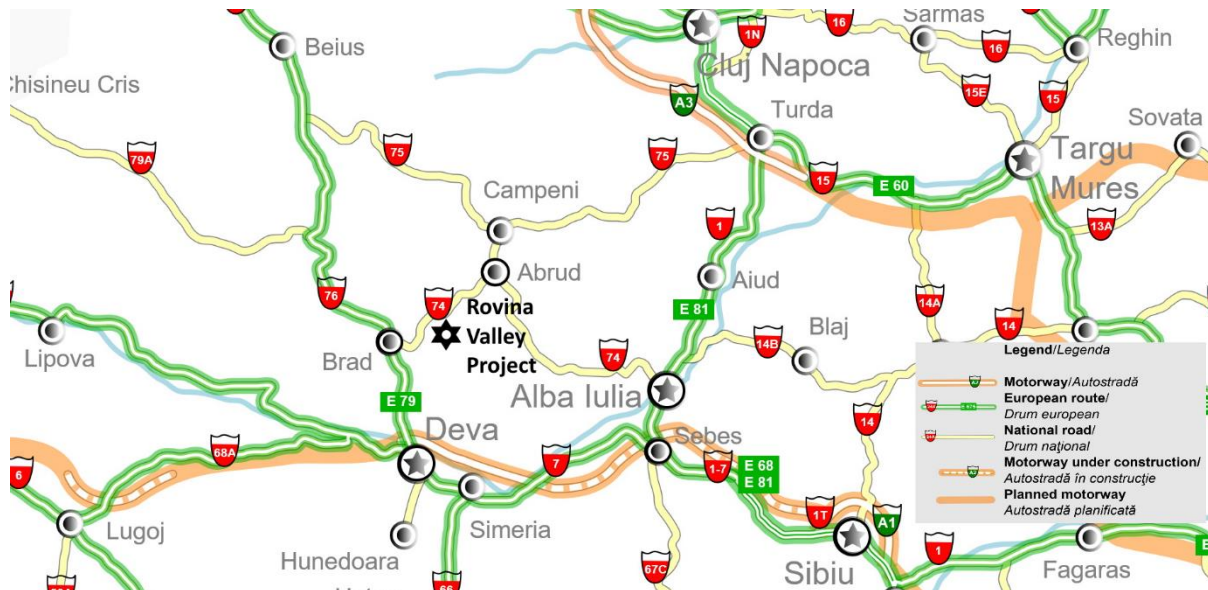 16
Sarmas
1N
16
Reghin
Beius
Cluj Napoca
Chisineu Cris
A3
15E
15
Turda
Sovata
79A
75
75
Targu
Mures
15
E 60
Campeni
1
13A
Abrud
Aiud
76
74
Rovina
Valley
Project
E 81
14A
14
Lipova
Brad
74
14B
Blaj
Alba Iulia
E 79
Deva
14
68A
7
Sebes
6
1-7
E 68
E 81
Lugoj
Simeria
1T
A1
Hunedoara
Sibiu
1
Fagaras
67C
66
Legend/Legenda
Motorway/Autostradă
European route/
Drum european
National road/
Drum naţional
Motorway under construction/
Autostradă în construcţie
Planned motorway
Autostradă planificată